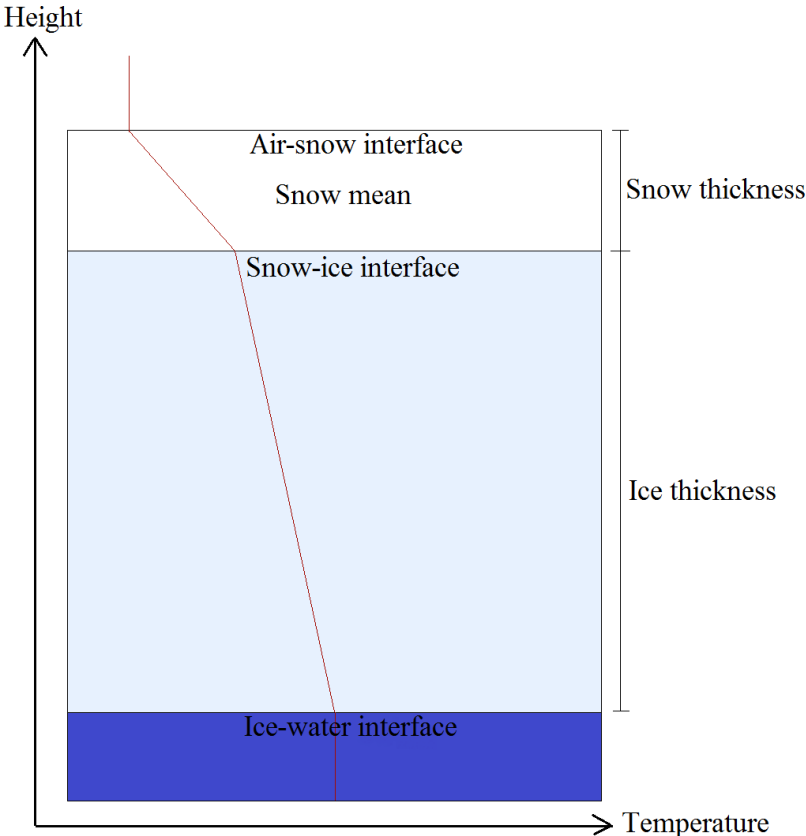 Height
Air-snow interface
Snow mean
Snow thickness
Snow-ice interface
Ice thickness
Ice-water interface
Temperature